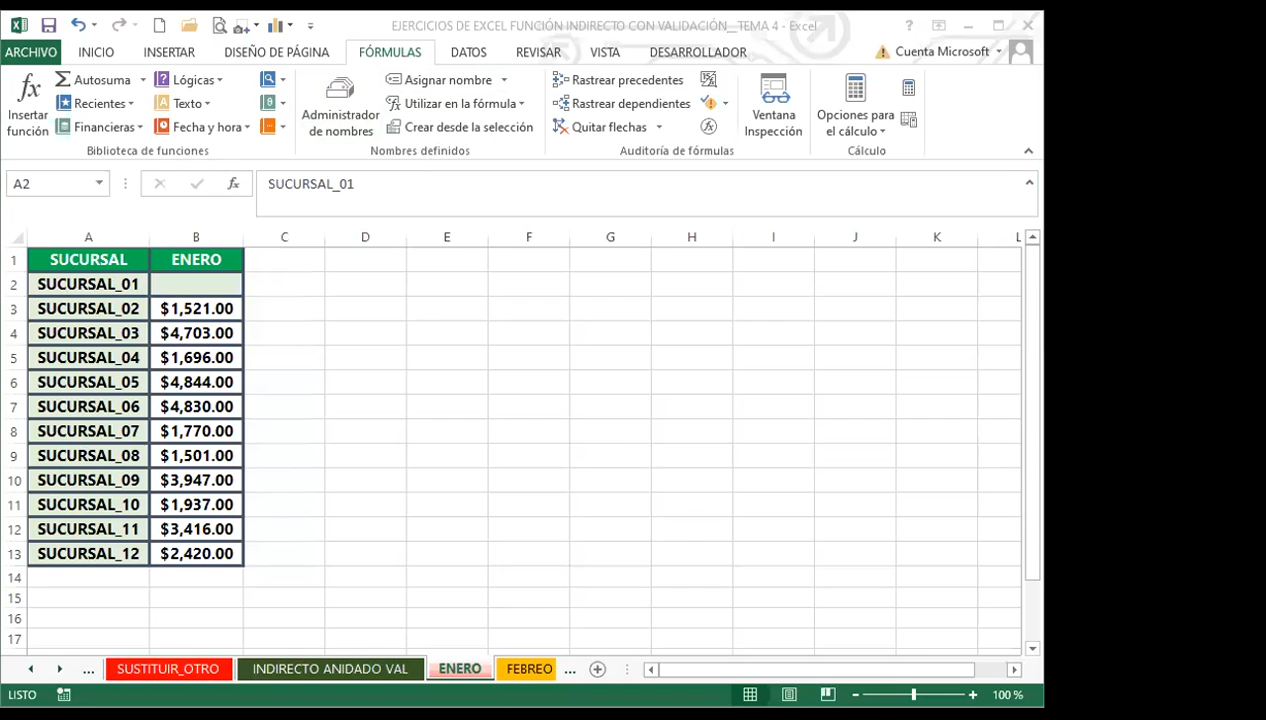 EJERCICIOS DE EXCEL FUNCIÓN INDIRECTO CON VALIDACIÓN__TEMA 4 - Excel
ARCHIVO INICIO INSERTAR DISEÑO DE PÁGINA FÓRMULAS DATOS REVISAR VISTA DESARROLLADOR Cuenta Microsoft
fx Insertar función
Autosuma Lógicas
Recientes Texto
Financieras Fecha y hora
Biblioteca de funciones
Administrador de nombres
Asignar nombre
Utilizar en la fórmula
Crear desde la selección
Nombres definidos
Rastrear precedentes
Rastrear dependientes
Quitar flechas
fx
Ventana Inspección
Auditoría de fórmulas
Opciones para el cálculo
Cálculo
A2 fx SUCURSAL_01
A B C D E F G H I J K L
1 SUCURSAL ENERO
2 SUCURSAL_01
3 SUCURSAL_02 $1,521.00
4 SUCURSAL_03 $4,703.00
5 SUCURSAL_04 $1,696.00
6 SUCURSAL_05 $4,844.00
7 SUCURSAL_06 $4,830.00
8 SUCURSAL_07 $1,770.00
9 SUCURSAL_08 $1,501.00
10 SUCURSAL_09 $3,947.00
11 SUCURSAL_10 $1,937.00
12 SUCURSAL_11 $3,416.00
13 SUCURSAL_12 $2,420.00
14
15
16
17
... SUSTITUIR_OTRO INDIRECTO ANIDADO VAL ENERO FEBREO ...
LISTO 100 %